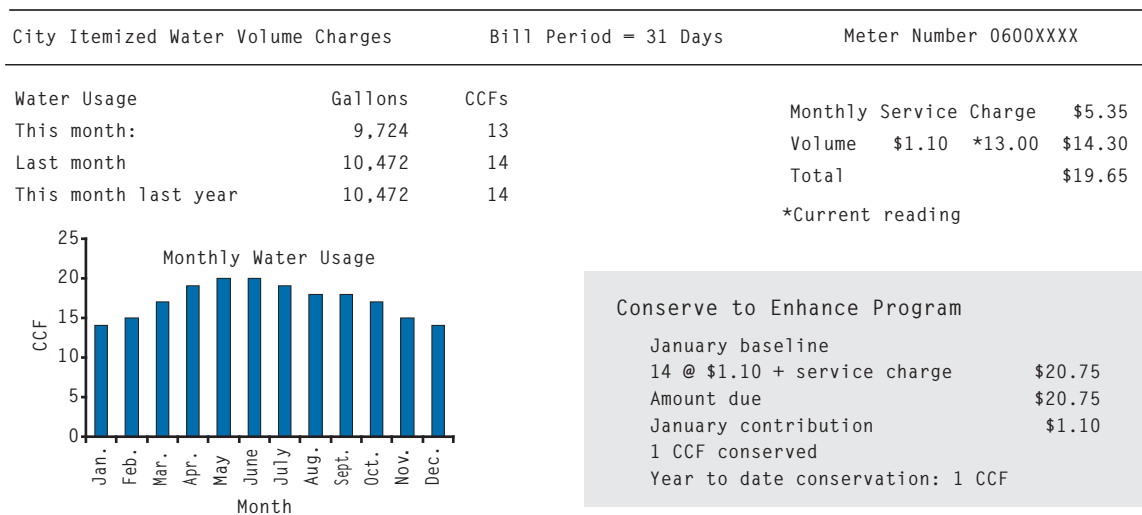 City Itemized Water Volume Charges Bill Period = 31 Days Meter Number 0600XXXX
Water Usage Gallons CCFs
This month: 9,724 13
Last month 10,472 14
This month last year 10,472 14
Monthly Service Charge $5.35
Volume $1.10 *13.00 $14.30
Total $19.65
*Current reading
Monthly Water Usage
25
20
15
10
5
0
CCF
Jan. Feb. Mar. Apr. May June July Aug. Sept. Oct. Nov. Dec.
Month
Conserve to Enhance Program
January baseline
14 @ $1.10 + service charge $20.75
Amount due $20.75
January contribution $1.10
1 CCF conserved
Year to date conservation: 1 CCF